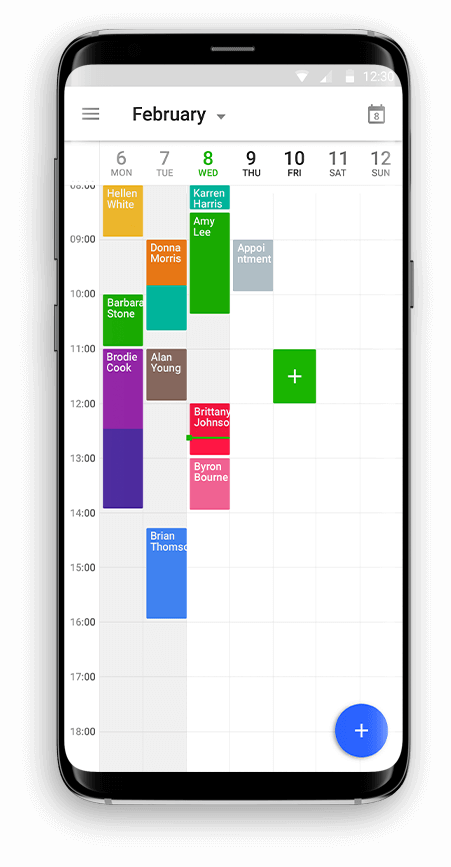 12:30
February
8
6 7 8 9 10 11 12
MON TUE WED THU FRI SAT SUN
08:00
Hellen
White
Karren
Harris
Amy
Lee
09:00
Donna
Morris
Appoi
ntment
10:00
Barbara
Stone
11:00
Brodie
Cook
Alan
Young
+
12:00
Brittany
Johnso
13:00
Byron
Bourne
14:00
Brian
Thomso
15:00
16:00
17:00
18:00
+